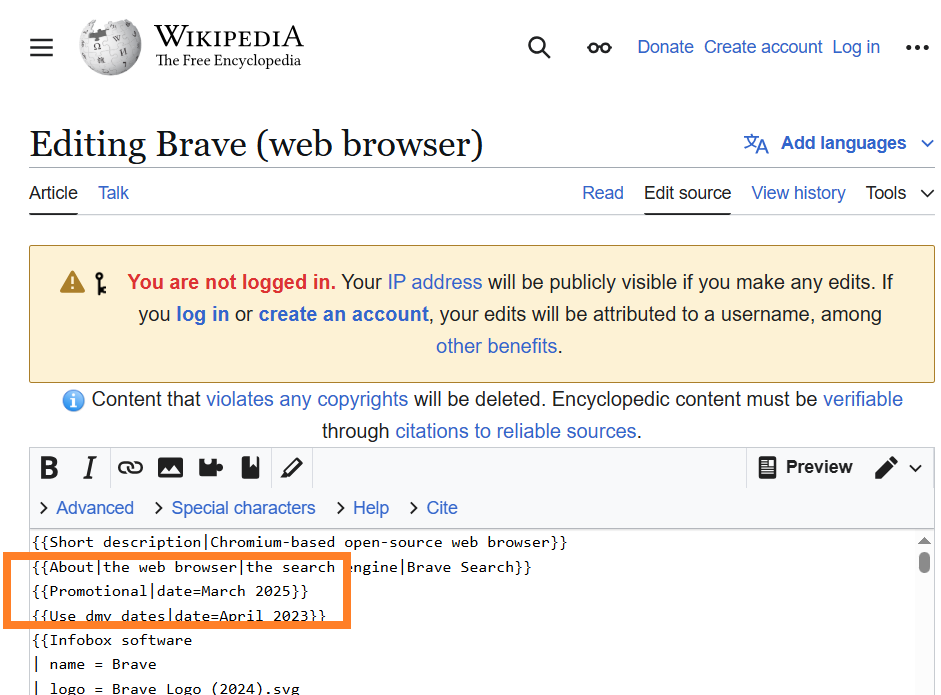 WIKIPEDIA
The Free Encyclopedia
Donate Create account Log in
Editing Brave (web browser)
Add languages
Article Talk Read Edit source View history Tools
You are not logged in. Your IP address will be publicly visible if you make any edits. If
you log in or create an account, your edits will be attributed to a username, among
other benefits.
Content that violates any copyrights will be deleted. Encyclopedic content must be verifiable
through citations to reliable sources.
B I Preview
Advanced Special characters Help Cite
{{Short description|Chromium-based open-source web browser}}
{{About|the web browser|the search engine|Brave Search}}
{{Promotional|date=March 2025}}
{{Use dmy dates|date=April 2023}}
{{Infobox software
| name = Brave
| logo = Brave Logo (2024).svg